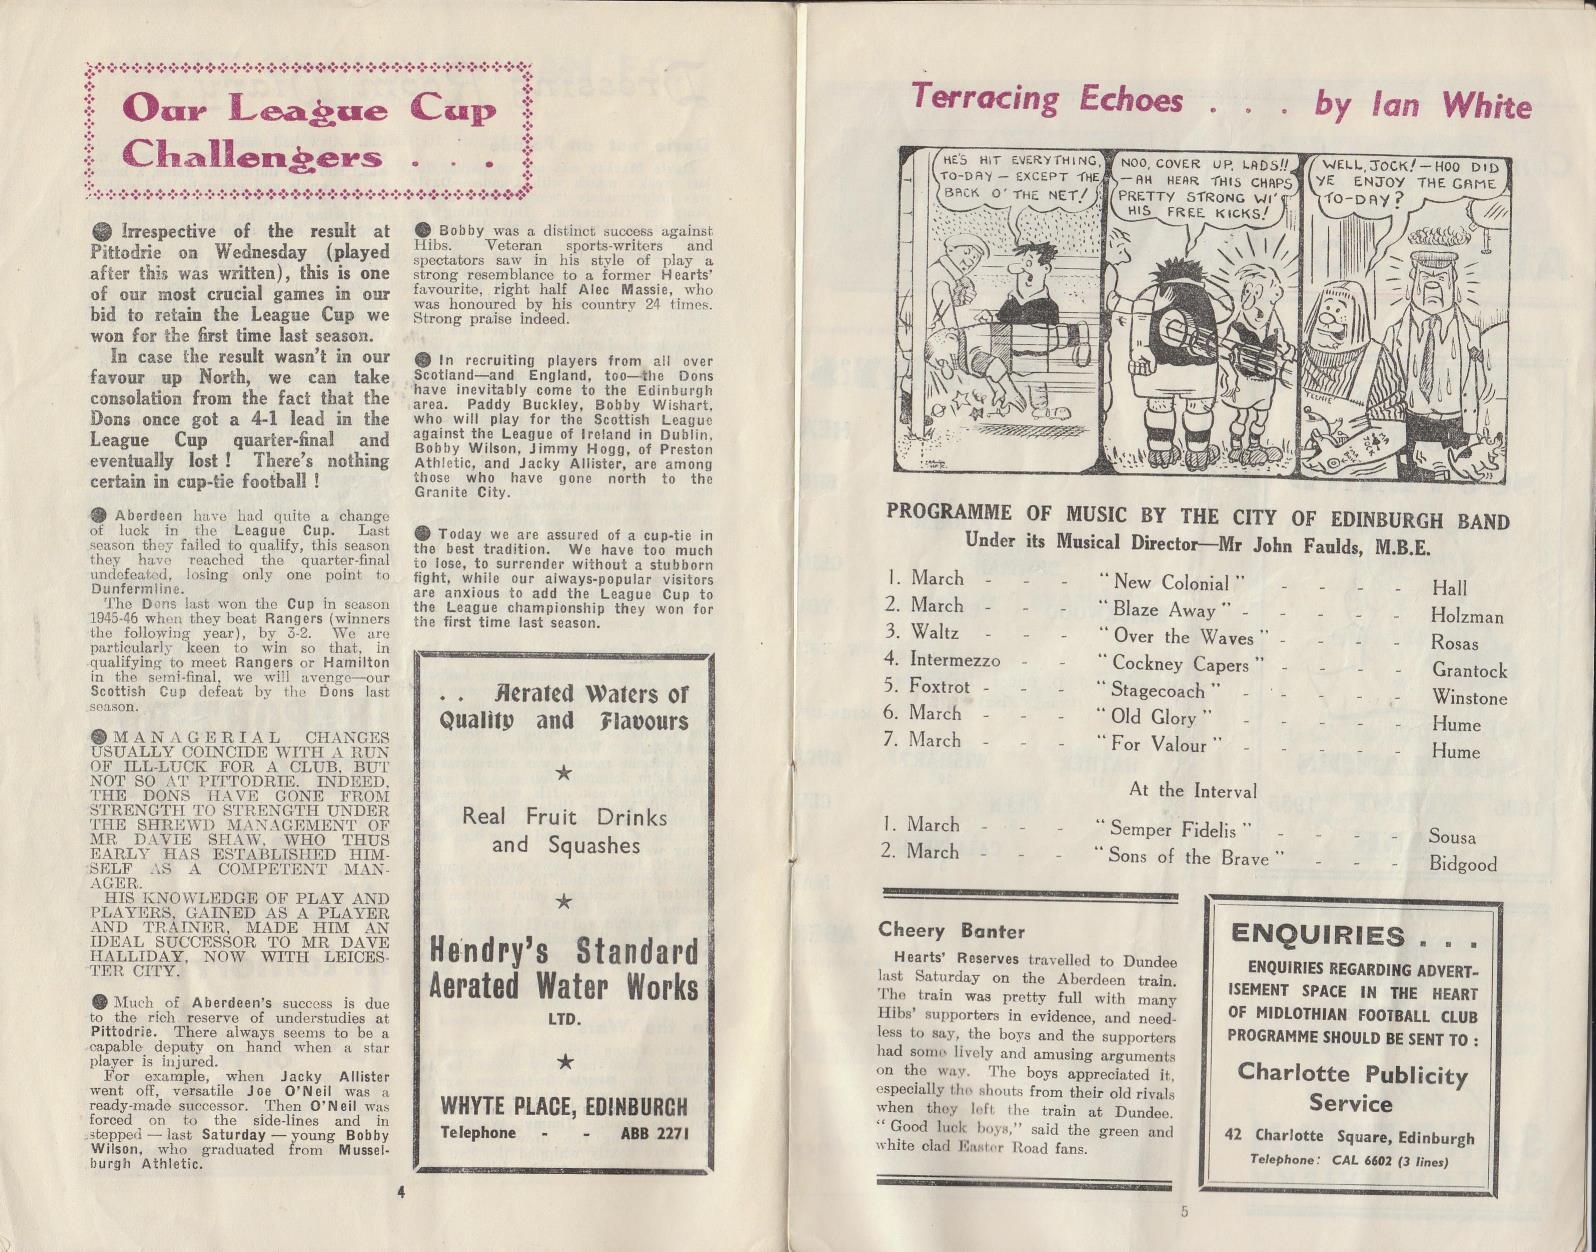 Our League Cup
Challengers . . .
● Irrespective of the result at
Pittodrie on Wednesday (played
after this was written), this is one
of our most crucial games in our
bid to retain the League Cup we
won for the first time last season.
In case the result wasn't in our
favour up North, we can take
consolation from the fact that the
Dons once got a 4-1 lead in the
League Cup quarter-final and
eventually lost ! There's nothing
certain in cup-tie football !
● Aberdeen have had quite a change
of luck in the League Cup. Last
season they failed to qualify, this season
they have reached the quarter-final
undefeated, losing only one point to
Dunfermline.
The Dons last won the Cup in season
1945-46 when they beat Rangers (winners
the following year), by 3-2. We are
particularly keen to win so that, in
qualifying to meet Rangers or Hamilton
in the semi-final, we will avenge—our
Scottish Cup defeat by the Dons last
season.
● MANAGERIAL CHANGES
USUALLY COINCIDE WITH A RUN
OF ILL-LUCK FOR A CLUB, BUT
NOT SO AT PITTODRIE. INDEED,
THE DONS HAVE GONE FROM
STRENGTH TO STRENGTH UNDER
THE SHREWD MANAGEMENT OF
MR DAVIE SHAW, WHO THUS
EARLY HAS ESTABLISHED HIM-
SELF AS A COMPETENT MAN-
AGER.
HIS KNOWLEDGE OF PLAY AND
PLAYERS, GAINED AS A PLAYER
AND TRAINER, MADE HIM AN
IDEAL SUCCESSOR TO MR DAVE
HALLIDAY, NOW WITH LEICES-
TER CITY.
● Much of Aberdeen's success is due
to the rich reserve of understudies at
Pittodrie. There always seems to be a
capable deputy on hand when a star
player is injured.
For example, when Jacky Allister
went off, versatile Joe O'Neil was a
ready-made successor. Then O'Neil was
forced on to the side-lines and in
stepped — last Saturday — young Bobby
Wilson, who graduated from Mussel-
burgh Athletic.
● Bobby was a distinct success against
Hibs. Veteran sports-writers and
spectators saw in his style of play a
strong resemblance to a former Hearts'
favourite, right half Alec Massie, who
was honoured by his country 24 times.
Strong praise indeed.
● In recruiting players from all over
Scotland—and England, too—the Dons
have inevitably come to the Edinburgh
area. Paddy Buckley, Bobby Wishart,
who will play for the Scottish League
against the League of Ireland in Dublin,
Bobby Wilson, Jimmy Hogg, of Preston
Athletic, and Jacky Allister, are among
those who have gone north to the
Granite City.
● Today we are assured of a cup-tie in
the best tradition. We have too much
to lose, to surrender without a stubborn
fight, while our always-popular visitors
are anxious to add the League Cup to
the League championship they won for
the first time last season.
. . Aerated Waters of
Quality and Flavours
★
Real Fruit Drinks
and Squashes
★
Hendry's Standard
Aerated Water Works
LTD.
★
WHYTE PLACE, EDINBURGH
Telephone - - ABB 2271
4
Terracing Echoes . . . by Ian White
HE'S HIT EVERYTHING,
TO-DAY — EXCEPT THE
BACK O' THE NET!
NOO, COVER UP, LADS!!
—AH HEAR THIS CHAPS
PRETTY STRONG WI'
HIS FREE KICKS!
WELL, JOCK! — HOO DID
YE ENJOY THE GAME
TO-DAY?
PROGRAMME OF MUSIC BY THE CITY OF EDINBURGH BAND
Under its Musical Director—Mr John Faulds, M.B.E.
1. March - - - "New Colonial" - - - - Hall
2. March - - - "Blaze Away" - - - - - Holzman
3. Waltz - - - "Over the Waves" - - - - Rosas
4. Intermezzo - - "Cockney Capers" - - - - Grantock
5. Foxtrot - - - "Stagecoach" - - - - - Winstone
6. March - - - "Old Glory" - - - - - Hume
7. March - - - "For Valour" - - - - - Hume
At the Interval
1. March - - - "Semper Fidelis" - - - - Sousa
2. March - - - "Sons of the Brave" - - - Bidgood
Cheery Banter
Hearts' Reserves travelled to Dundee
last Saturday on the Aberdeen train.
The train was pretty full with many
Hibs' supporters in evidence, and need-
less to say, the boys and the supporters
had some lively and amusing arguments
on the way. The boys appreciated it,
especially the shouts from their old rivals
when they left the train at Dundee.
"Good luck boys," said the green and
white clad Easter Road fans.
ENQUIRIES . . .
ENQUIRIES REGARDING ADVERT-
ISEMENT SPACE IN THE HEART
OF MIDLOTHIAN FOOTBALL CLUB
PROGRAMME SHOULD BE SENT TO :
Charlotte Publicity
Service
42 Charlotte Square, Edinburgh
Telephone: CAL 6602 (3 lines)
5